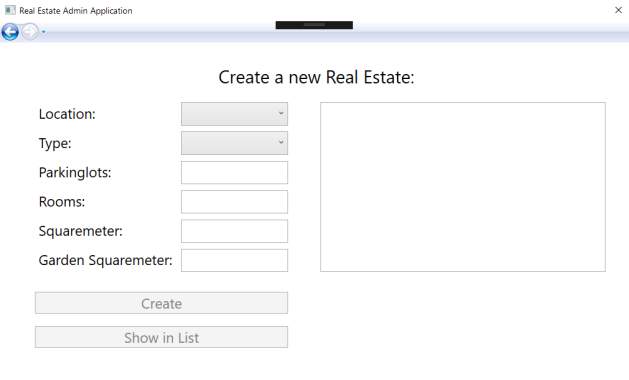 Real Estate Admin Application
Create a new Real Estate:
Location:
Type:
Parkinglots:
Rooms:
Squaremeter:
Garden Squaremeter:
Create
Show in List